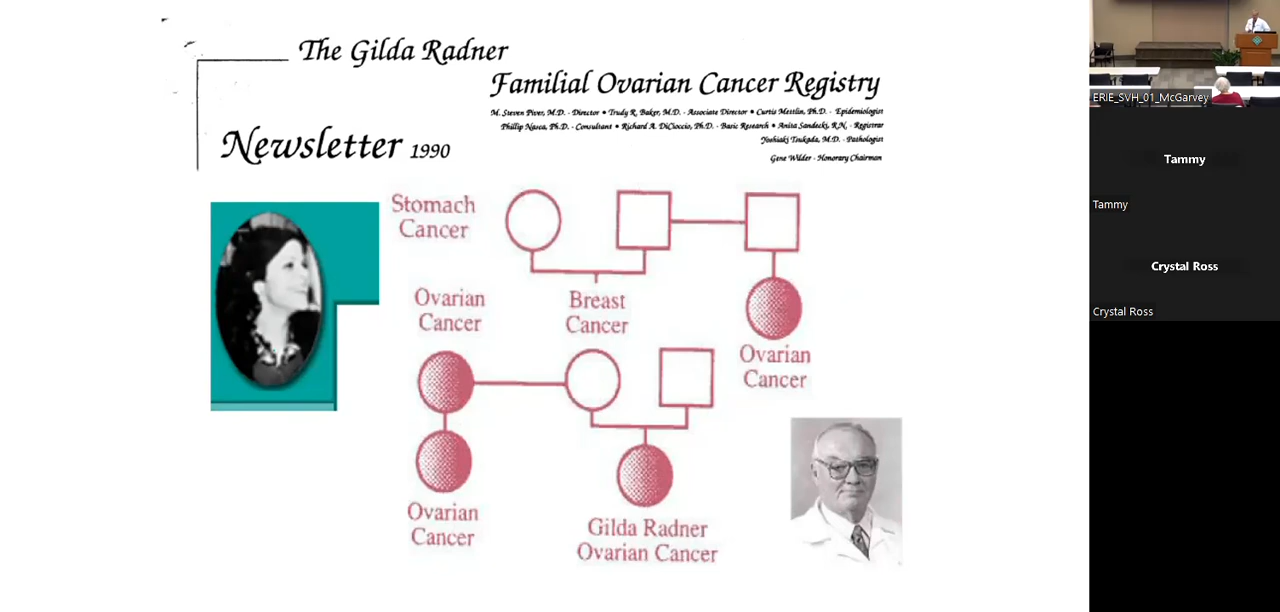 The Gilda Radner
Familial Ovarian Cancer Registry
M. Steven Piver, M.D. - Director • Trudy R. Baker, M.D. - Associate Director • Curtis Mettlin, Ph.D. - Epidemiologist
Phillip Nasca, Ph.D. - Consultant • Richard A. DiCioccio, Ph.D. - Basic Research • Anita Sandecki, R.N. - Registrar
Yoshiaki Tsukada, M.D. - Pathologist
Newsletter 1990
Gene Wilder - Honorary Chairman
Stomach
Cancer
Ovarian
Cancer
Breast
Cancer
Ovarian
Cancer
Ovarian
Cancer
Gilda Radner
Ovarian Cancer
ERIE_SVH_01_McGarvey
Tammy
Tammy
Crystal Ross
Crystal Ross